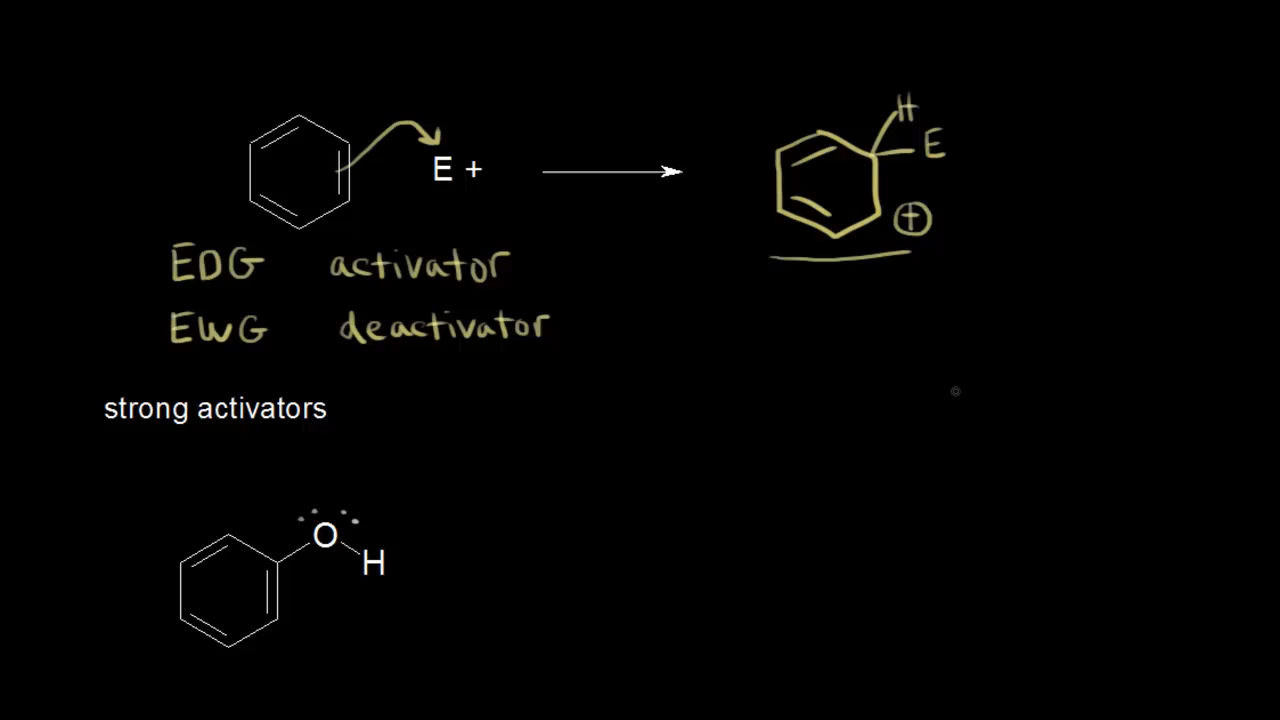 H
E
E +
⊕
EDG activator
EWG deactivator
strong activators
O
H